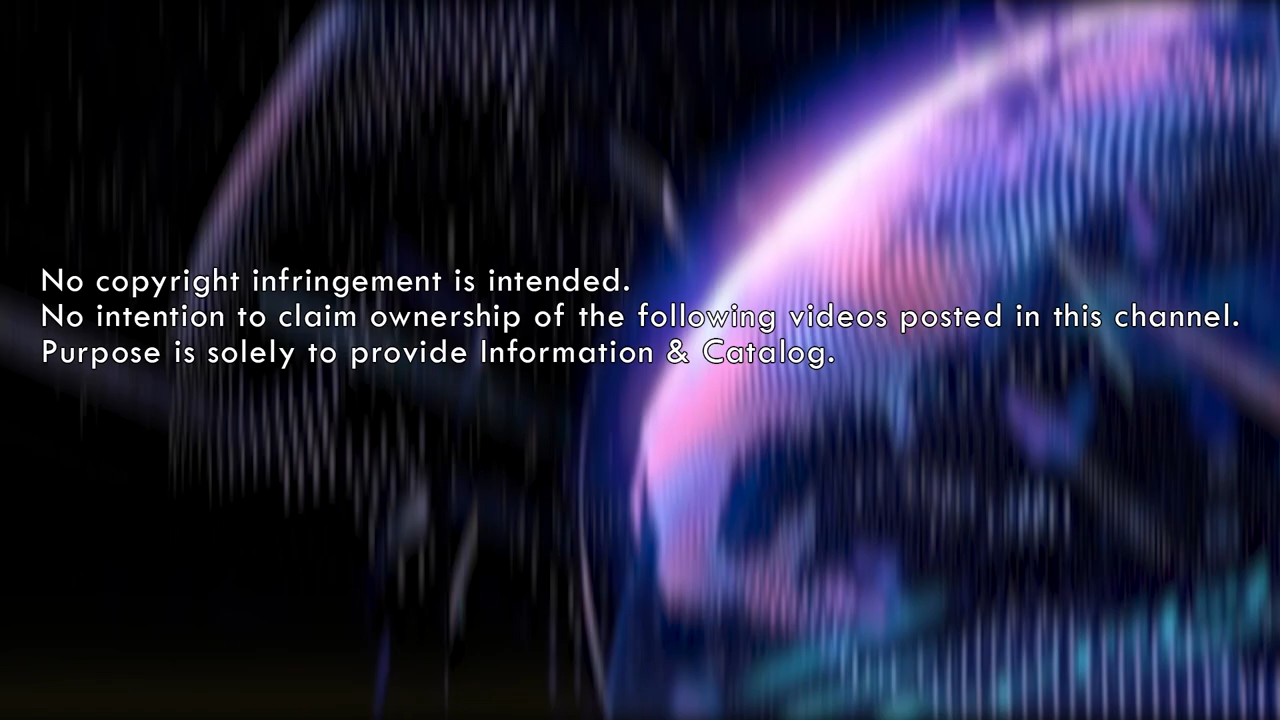 No copyright infringement is intended.
No intention to claim ownership of the following videos posted in this channel.
Purpose is solely to provide Information & Catalog.